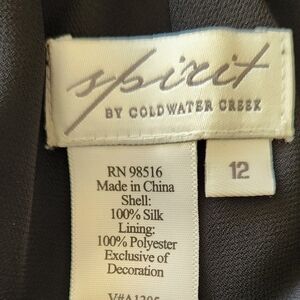 spirit
BY COLDWATER CREEK
12
RN 98516
Made in China
Shell:
100% Silk
Lining:
100% Polyester
Exclusive of
Decoration